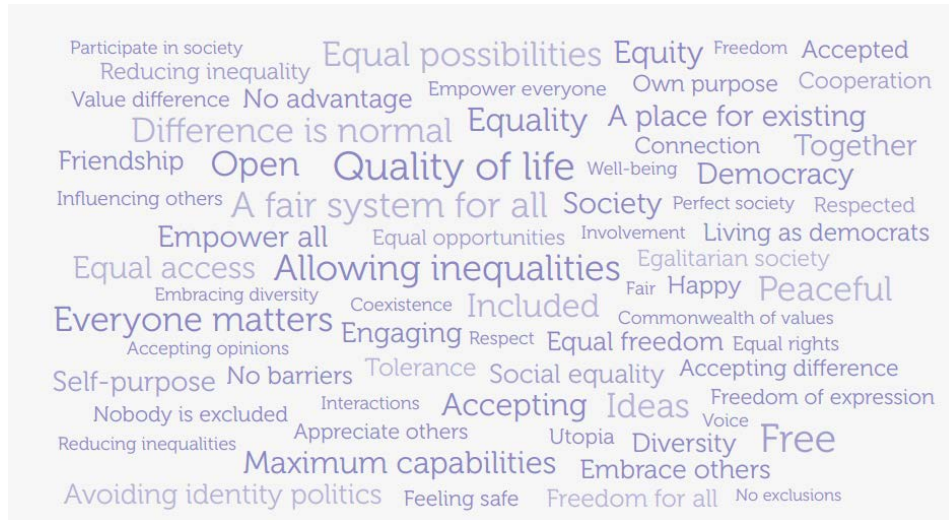 Participate in society Equal possibilities Equity Freedom Accepted
Reducing inequality Empower everyone Own purpose Cooperation
Value difference No advantage
Difference is normal Equality A place for existing
Connection Together
Friendship Open Quality of life Well-being Democracy
Influencing others A fair system for all Society Perfect society Respected
Empower all Equal opportunities Involvement Living as democrats
Equal access Allowing inequalities Egalitarian society
Embracing diversity Coexistence Included Fair Happy Peaceful
Everyone matters Engaging Respect Commonwealth of values
Accepting opinions Equal freedom Equal rights
Self-purpose No barriers Tolerance Social equality Accepting difference
Nobody is excluded Interactions Accepting Ideas Freedom of expression
Reducing inequalities Appreciate others Utopia Diversity Voice Free
Maximum capabilities Embrace others
Avoiding identity politics Feeling safe Freedom for all No exclusions